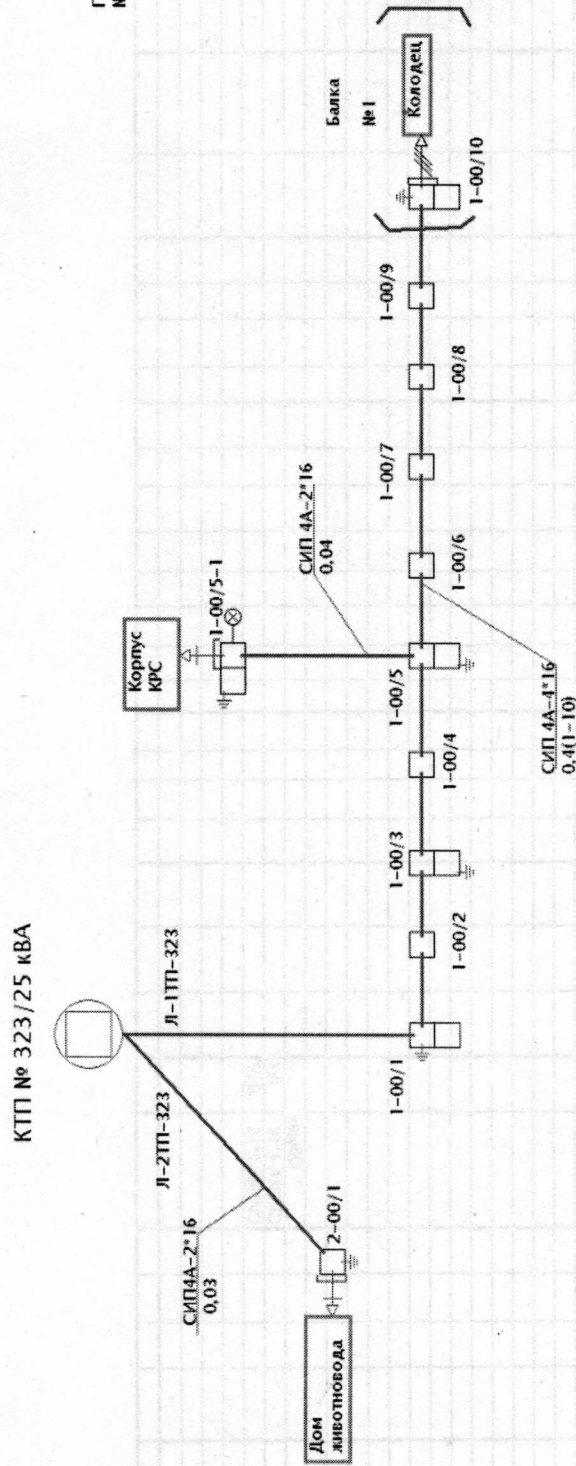 КТП № 323/25 кВА
Л-2ТП-323
Л-1ТП-323
СИП4А-2*16
0,03
2-00/1
Дом
животновода
Корпус
КРС
1-00/5-1
СИП 4А-2*16
0,04
1-00/1
1-00/2
1-00/3
1-00/4
1-00/5
1-00/6
1-00/7
1-00/8
1-00/9
1-00/10
СИП 4А-4*16
0,4(1-10)
Балка
№1
Колодец